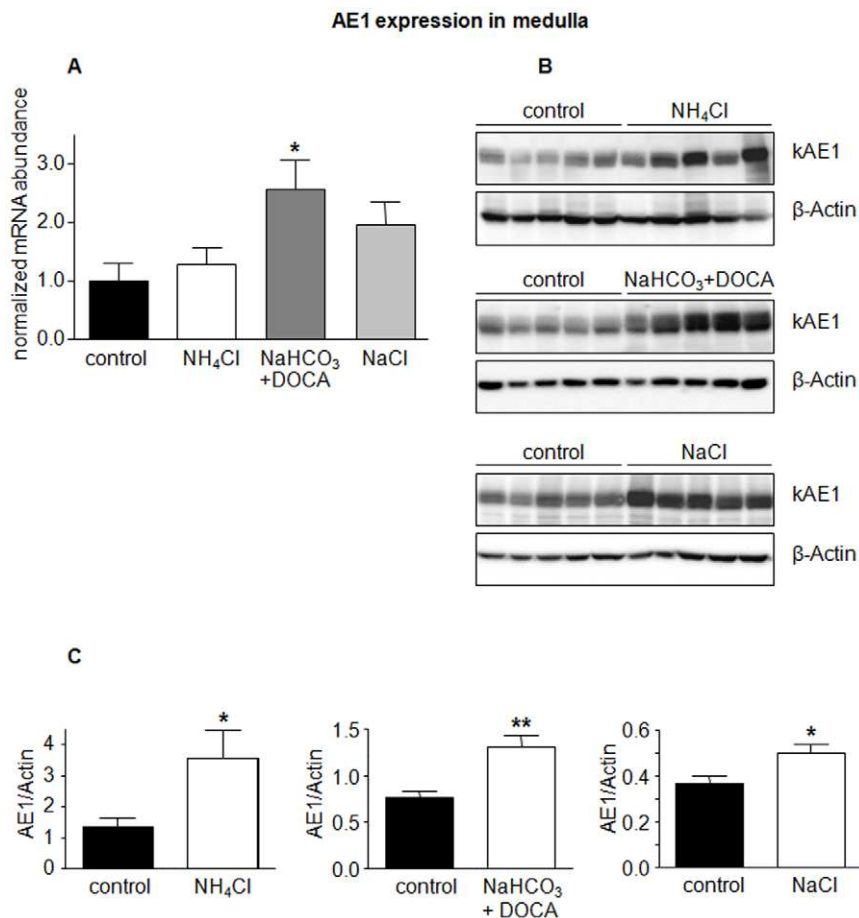 AE1 expression in medulla
A
normalized mRNA abundance
3.0
2.0
1.0
0.0
*
control
NH₄Cl
NaHCO₃
+DOCA
NaCl
B
control NH₄Cl
kAE1
β-Actin
control NaHCO₃+DOCA
kAE1
β-Actin
control NaCl
kAE1
β-Actin
C
AE1/Actin
4
3
2
1
0
*
control NH₄Cl
AE1/Actin
1.5
1.0
0.5
0.0
**
control NaHCO₃
+ DOCA
AE1/Actin
0.6
0.4
0.2
0.0
*
control NaCl